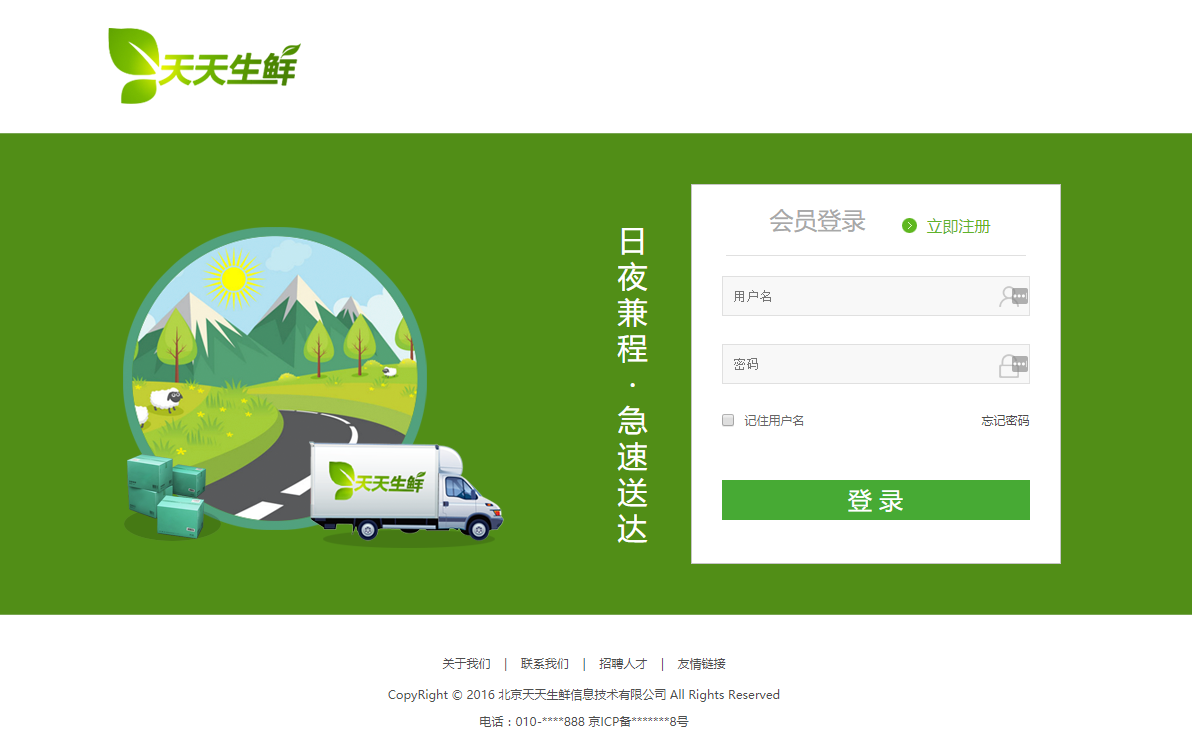 天天生鲜
日夜兼程·急速送达
会员登录
立即注册
用户名
密码
记住用户名
忘记密码
登录
天天生鲜
关于我们 | 联系我们 | 招聘人才 | 友情链接
CopyRight © 2016 北京天天生鲜信息技术有限公司 All Rights Reserved
电话：010-****888 京ICP备*******8号